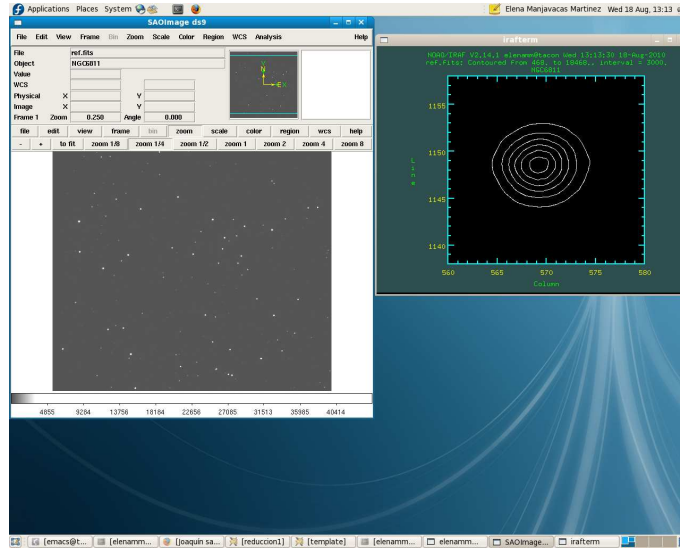 Applications Places System
Elena Manjavacas Martinez Wed 18 Aug, 13:13
SAOImage ds9
File Edit View Frame Bin Zoom Scale Color Region WCS Analysis Help
File ref.fits
Object NGC6811
Value
WCS
Physical X Y
Image X Y
Frame 1 Zoom 0.250 Angle 0.000
Y
N
E X
file edit view frame bin zoom scale color region wcs help
- + to fit zoom 1/8 zoom 1/4 zoom 1/2 zoom 1 zoom 2 zoom 4 zoom 8
4855 9284 13756 18184 22656 27085 31513 35985 40414
irafterm
NOAO/IRAF V2.14.1 elenamm@tacon Wed 13:13:30 18-Aug-2010
ref.fits: Contoured from 468. to 18468., interval = 3000.
NGC6811
1155
1150
1145
1140
Line
560 565 570 575 580
Column
[emacs@t... [elenamm... [Joaquin sa... [reduccion1] [template] [elenamm... elenamm... SAOImage... irafterm